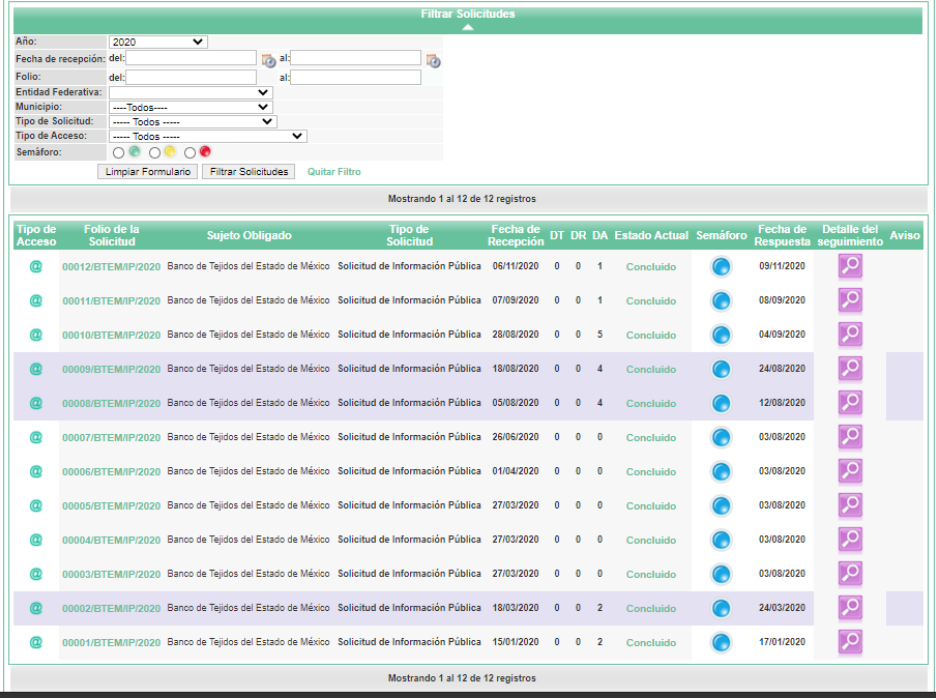 Filtrar Solicitudes
Año: 2020
Fecha de recepción: del: al:
Folio: del: al:
Entidad Federativa:
Municipio: ----Todos----
Tipo de Solicitud: ----- Todos -----
Tipo de Acceso: ----- Todos -----
Semáforo:
Limpiar Formulario Filtrar Solicitudes Quitar Filtro
Mostrando 1 al 12 de 12 registros
Tipo de Acceso Folio de la Solicitud Sujeto Obligado Tipo de Solicitud Fecha de Recepción DT DR DA Estado Actual Semáforo Fecha de Respuesta Detalle del seguimiento Aviso
@ 00012/BTEM/IP/2020 Banco de Tejidos del Estado de México Solicitud de Información Pública 06/11/2020 0 0 1 Concluido 09/11/2020
@ 00011/BTEM/IP/2020 Banco de Tejidos del Estado de México Solicitud de Información Pública 07/09/2020 0 0 1 Concluido 08/09/2020
@ 00010/BTEM/IP/2020 Banco de Tejidos del Estado de México Solicitud de Información Pública 28/08/2020 0 0 5 Concluido 04/09/2020
@ 00009/BTEM/IP/2020 Banco de Tejidos del Estado de México Solicitud de Información Pública 18/08/2020 0 0 4 Concluido 24/08/2020
@ 00008/BTEM/IP/2020 Banco de Tejidos del Estado de México Solicitud de Información Pública 05/08/2020 0 0 4 Concluido 12/08/2020
@ 00007/BTEM/IP/2020 Banco de Tejidos del Estado de México Solicitud de Información Pública 26/06/2020 0 0 0 Concluido 03/08/2020
@ 00006/BTEM/IP/2020 Banco de Tejidos del Estado de México Solicitud de Información Pública 01/04/2020 0 0 0 Concluido 03/08/2020
@ 00005/BTEM/IP/2020 Banco de Tejidos del Estado de México Solicitud de Información Pública 27/03/2020 0 0 0 Concluido 03/08/2020
@ 00004/BTEM/IP/2020 Banco de Tejidos del Estado de México Solicitud de Información Pública 27/03/2020 0 0 0 Concluido 03/08/2020
@ 00003/BTEM/IP/2020 Banco de Tejidos del Estado de México Solicitud de Información Pública 27/03/2020 0 0 0 Concluido 03/08/2020
@ 00002/BTEM/IP/2020 Banco de Tejidos del Estado de México Solicitud de Información Pública 18/03/2020 0 0 2 Concluido 24/03/2020
@ 00001/BTEM/IP/2020 Banco de Tejidos del Estado de México Solicitud de Información Pública 15/01/2020 0 0 2 Concluido 17/01/2020
Mostrando 1 al 12 de 12 registros